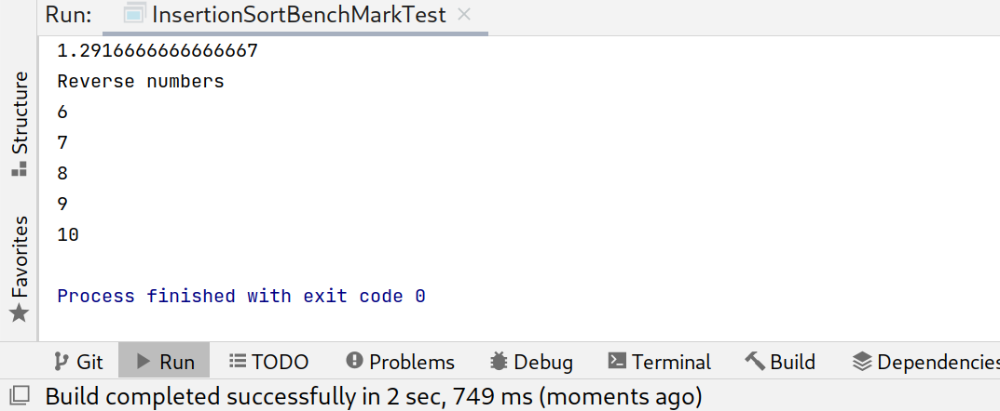 Run: InsertionSortBenchMarkTest
1.2916666666666667
Reverse numbers
6
7
8
9
10
Process finished with exit code 0
Structure
Favorites
Git Run TODO Problems Debug Terminal Build Dependencies
Build completed successfully in 2 sec, 749 ms (moments ago)